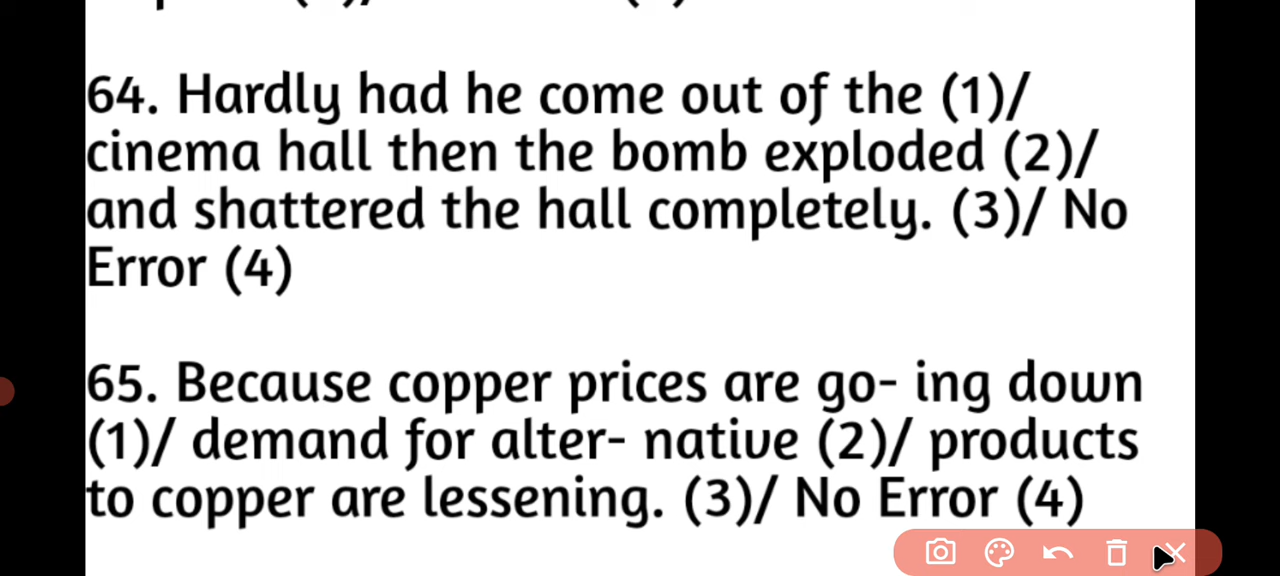 64. Hardly had he come out of the (1)/
cinema hall then the bomb exploded (2)/
and shattered the hall completely. (3)/ No
Error (4)
65. Because copper prices are go- ing down
(1)/ demand for alter- native (2)/ products
to copper are lessening. (3)/ No Error (4)